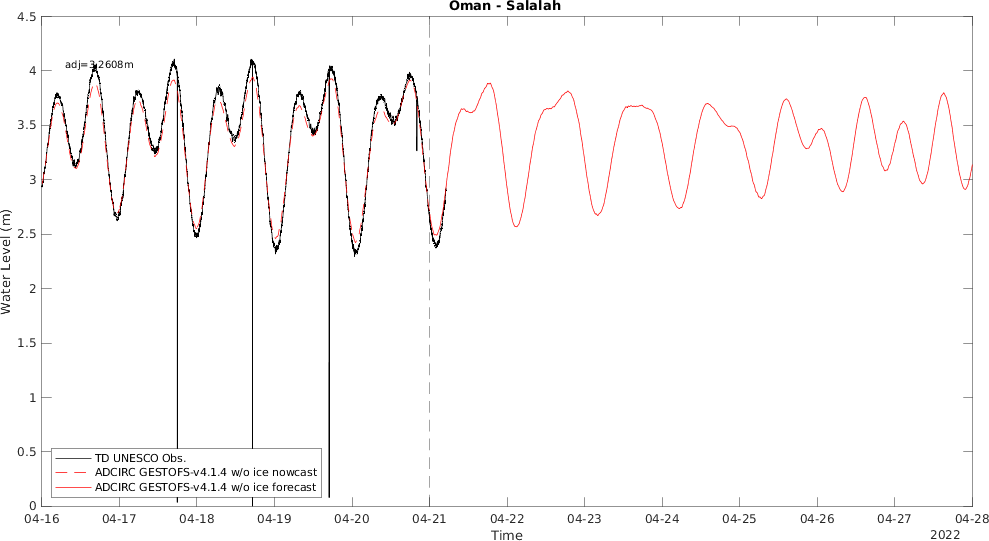 Oman - Salalah
4.5
4
3.5
3
2.5
2
1.5
1
0.5
0
Water Level (m)
adj=3.2608m
TD UNESCO Obs.
ADCIRC GESTOFS-v4.1.4 w/o ice nowcast
ADCIRC GESTOFS-v4.1.4 w/o ice forecast
04-16 04-17 04-18 04-19 04-20 04-21 04-22 04-23 04-24 04-25 04-26 04-27 04-28
Time
2022